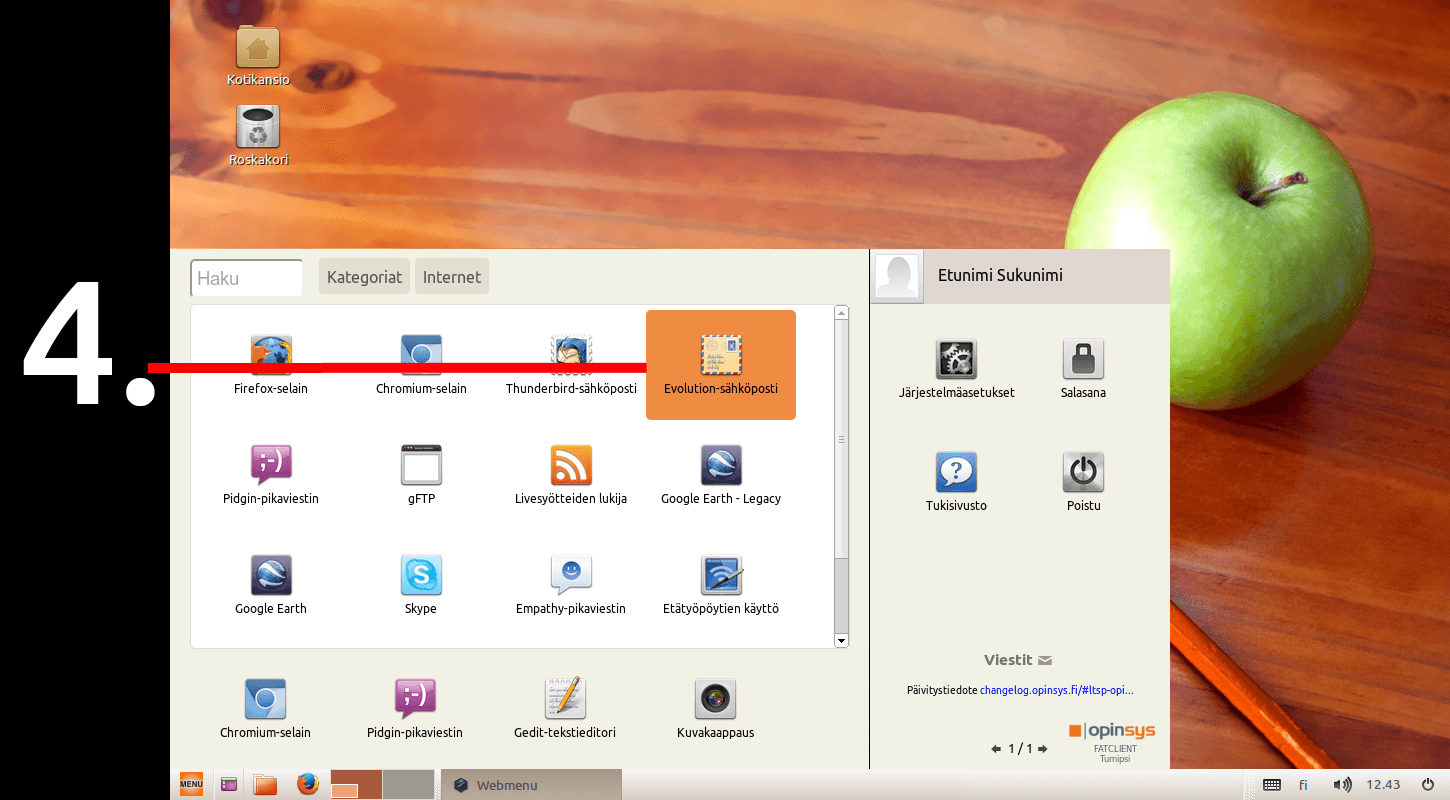 Kotikansio
Roskakori
4.
Haku
Kategoriat
Internet
Firefox-selain
Chromium-selain
Thunderbird-sähköposti
Evolution-sähköposti
Pidgin-pikaviestin
gFTP
Livesyötteiden lukija
Google Earth - Legacy
Google Earth
Skype
Empathy-pikaviestin
Etätyöpöytien käyttö
Chromium-selain
Pidgin-pikaviestin
Gedit-tekstieditori
Kuvakaappaus
Etunimi Sukunimi
Järjestelmäasetukset
Salasana
Tukisivusto
Poistu
Viestit
Päivitystiedote changelog.opinsys.fi/#ltsp-opi...
1 / 1
opinsys
FATCLIENT
Turnipsi
MENU
Webmenu
fi
12.43